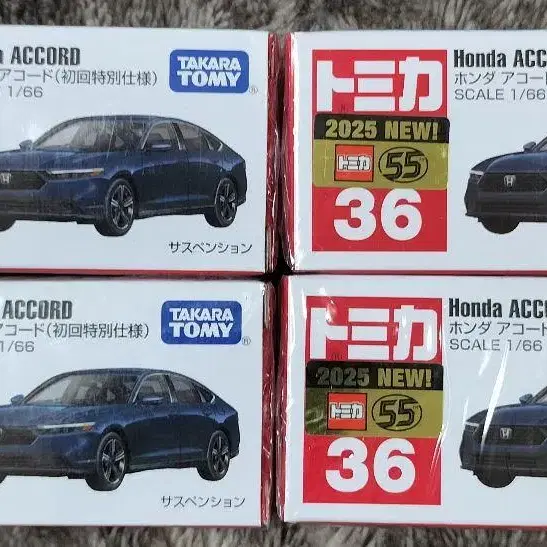 a ACCORD
アコード(初回特別仕様)
1/66
TAKARA
TOMY
®
サスペンション
トミカ
2025 NEW!
トミカ 55
36
Honda ACC
ホンダ アコード
SCALE 1/66
ACCORD
アコード(初回特別仕様)
1/66
TAKARA
TOMY
®
サスペンション
トミカ
2025 NEW!
トミカ 55
36
Honda ACC
ホンダ アコード
SCALE 1/66